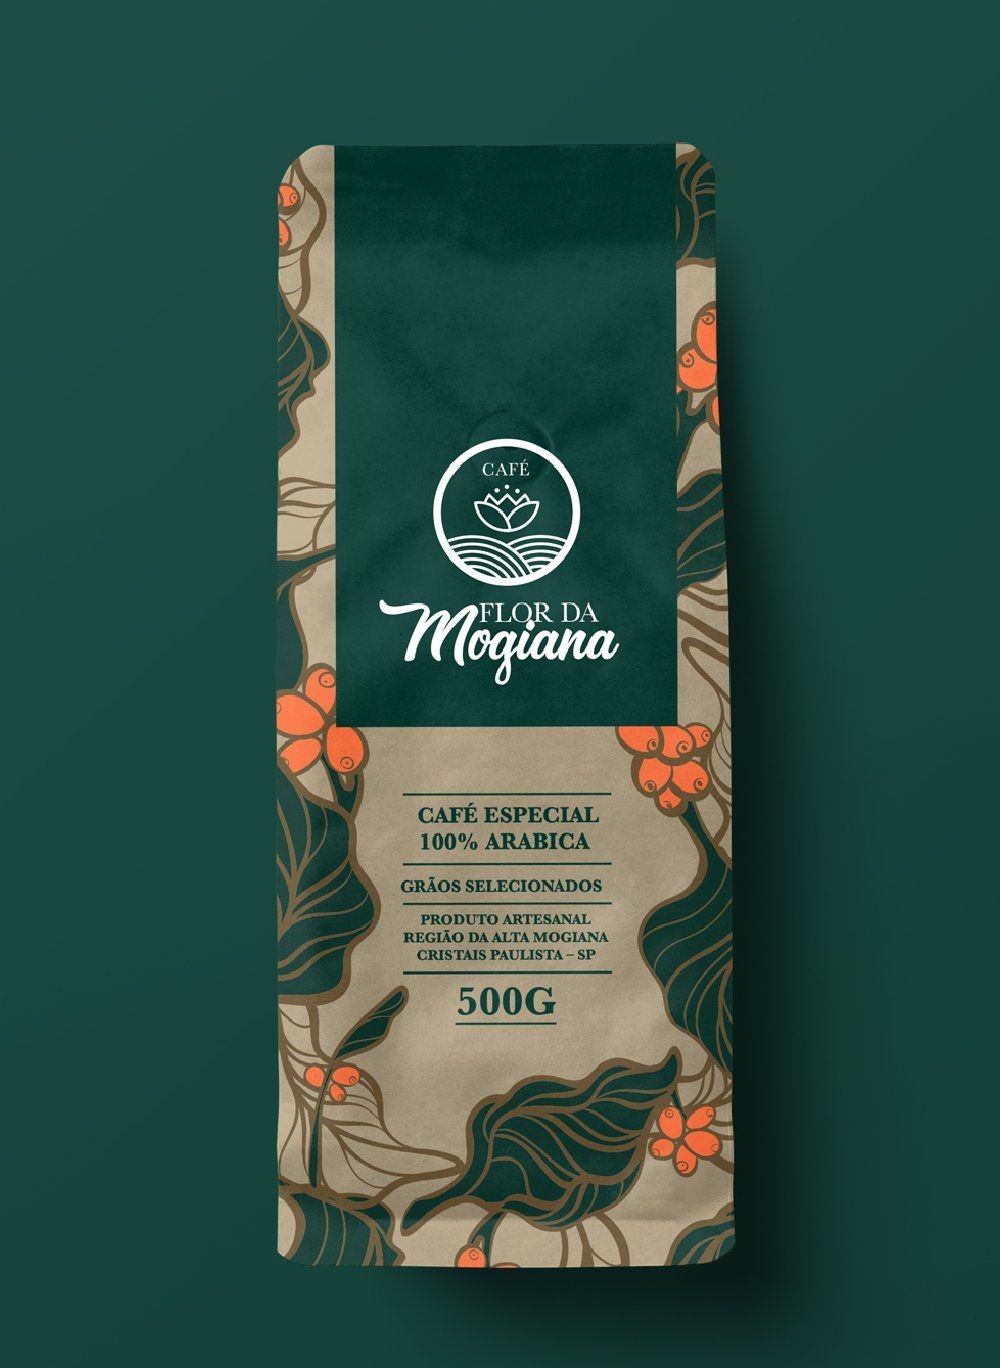 CAFÉ
FLOR DA
Mogiana
CAFÉ ESPECIAL
100% ARABICA
GRÃOS SELECIONADOS
PRODUTO ARTESANAL
REGIÃO DA ALTA MOGIANA
CRISTAIS PAULISTA – SP
500G